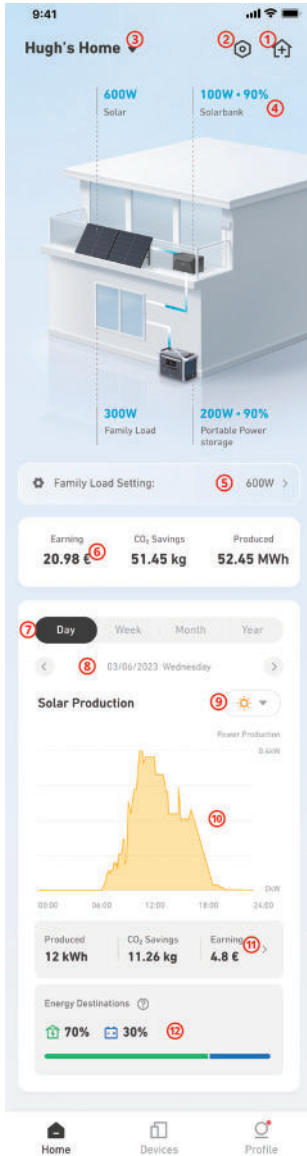 9:41
Hugh's Home ③ ② ①
600W 100W • 90%
Solar Solarbank ④
300W 200W • 90%
Family Load Portable Power
storage
Family Load Setting: ⑤ 600W >
Earning CO₂ Savings Produced
20.98 € ⑥ 51.45 kg 52.45 MWh
⑦ Day Week Month Year
< ⑧ 03/06/2023 Wednesday >
Solar Production ⑨
Power Production
0.6kW
⑩
0kW
00:00 06:00 12:00 18:00 24:00
Produced CO₂ Savings Earning
12 kWh 11.26 kg 4.8 € ⑪ >
Energy Destinations ?
70% 30% ⑫
Home Devices Profile